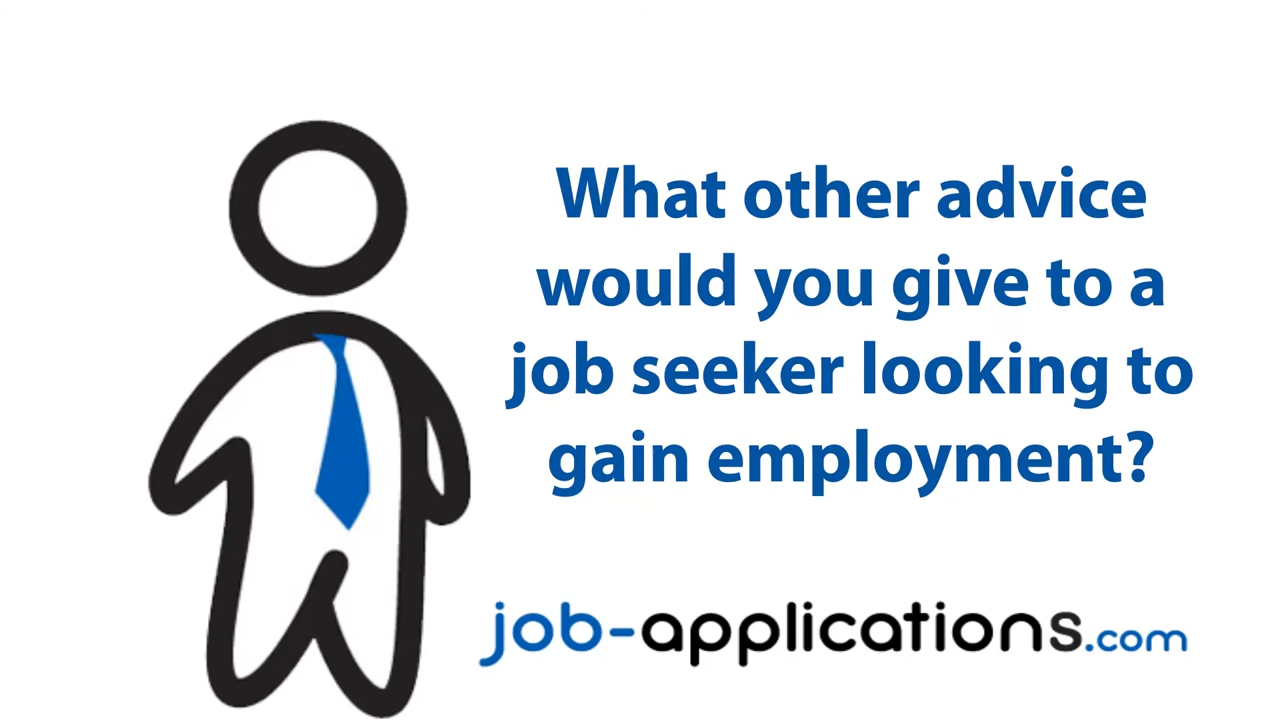 What other advice
would you give to a
job seeker looking to
gain employment?
job-applications.com